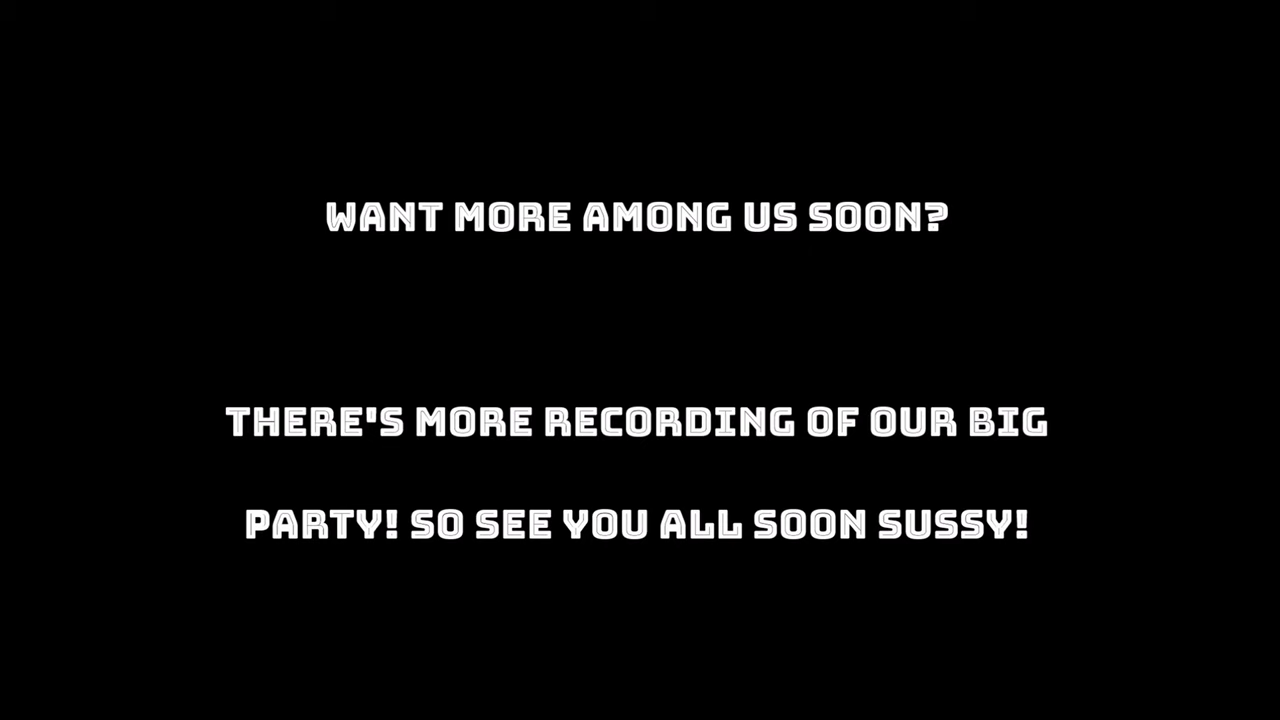 WANT MORE AMONG US SOON?
THERE'S MORE RECORDING OF OUR BIG
PARTY! SO SEE YOU ALL SOON SUSSY!